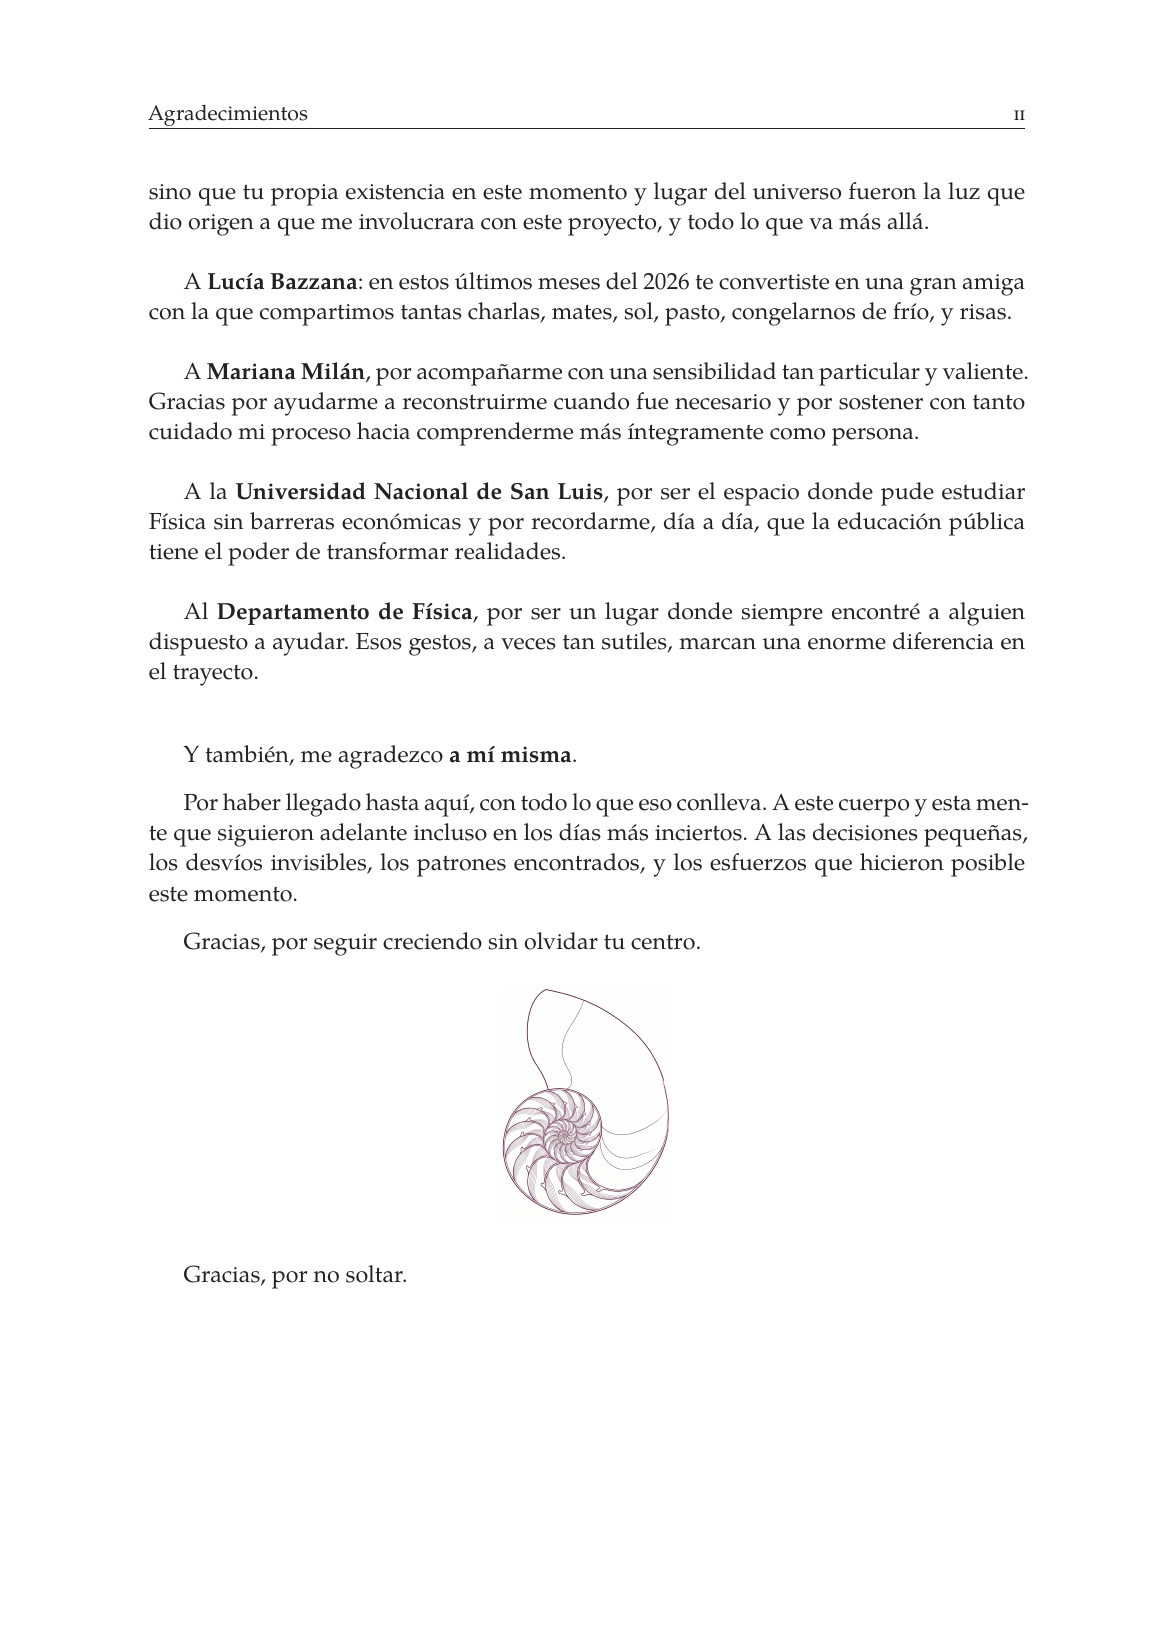 Agradecimientos II
sino que tu propia existencia en este momento y lugar del universo fueron la luz que
dio origen a que me involucrara con este proyecto, y todo lo que va más allá.
A Lucía Bazzana: en estos últimos meses del 2026 te convertiste en una gran amiga
con la que compartimos tantas charlas, mates, sol, pasto, congelarnos de frío, y risas.
A Mariana Milán, por acompañarme con una sensibilidad tan particular y valiente.
Gracias por ayudarme a reconstruirme cuando fue necesario y por sostener con tanto
cuidado mi proceso hacia comprenderme más íntegramente como persona.
A la Universidad Nacional de San Luis, por ser el espacio donde pude estudiar
Física sin barreras económicas y por recordarme, día a día, que la educación pública
tiene el poder de transformar realidades.
Al Departamento de Física, por ser un lugar donde siempre encontré a alguien
dispuesto a ayudar. Esos gestos, a veces tan sutiles, marcan una enorme diferencia en
el trayecto.
Y también, me agradezco a mí misma.
Por haber llegado hasta aquí, con todo lo que eso conlleva. A este cuerpo y esta men-
te que siguieron adelante incluso en los días más inciertos. A las decisiones pequeñas,
los desvíos invisibles, los patrones encontrados, y los esfuerzos que hicieron posible
este momento.
Gracias, por seguir creciendo sin olvidar tu centro.
Gracias, por no soltar.